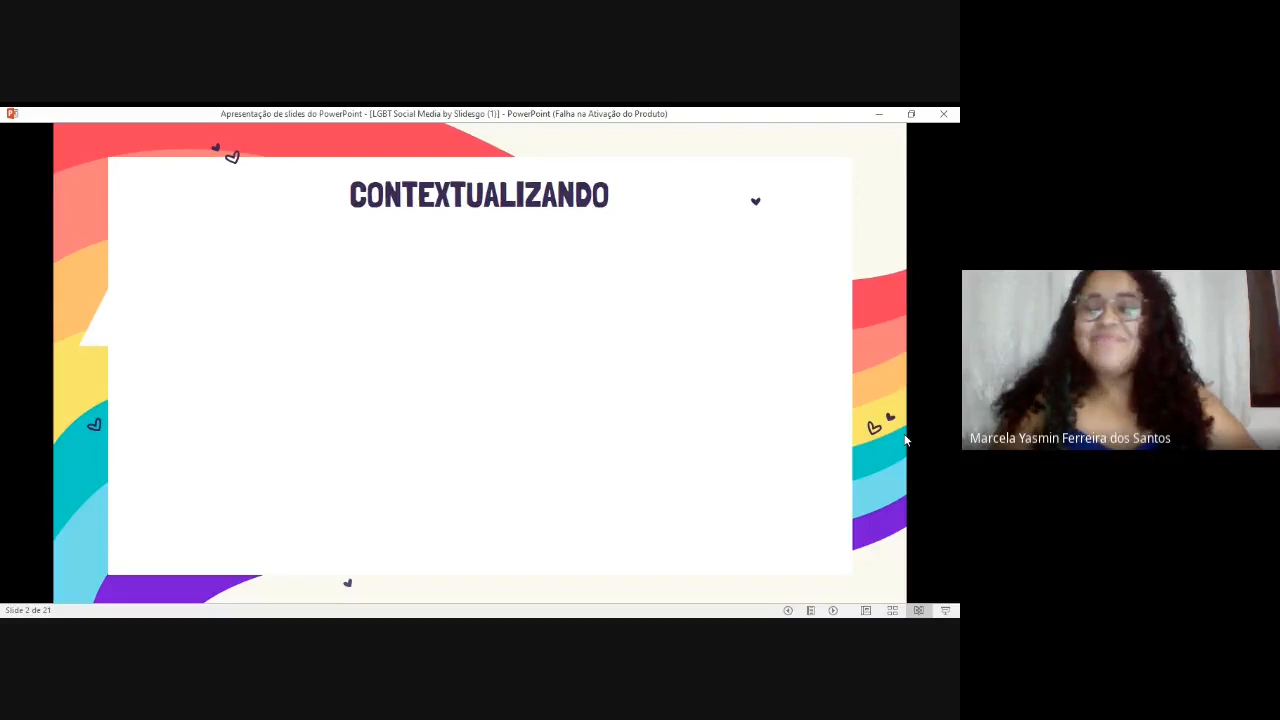 Apresentação de slides do PowerPoint - [LGBT Social Media by Slidesgo (1)] - PowerPoint (Falha na Ativação do Produto)
CONTEXTUALIZANDO
Marcela Yasmin Ferreira dos Santos
Slide 2 de 21